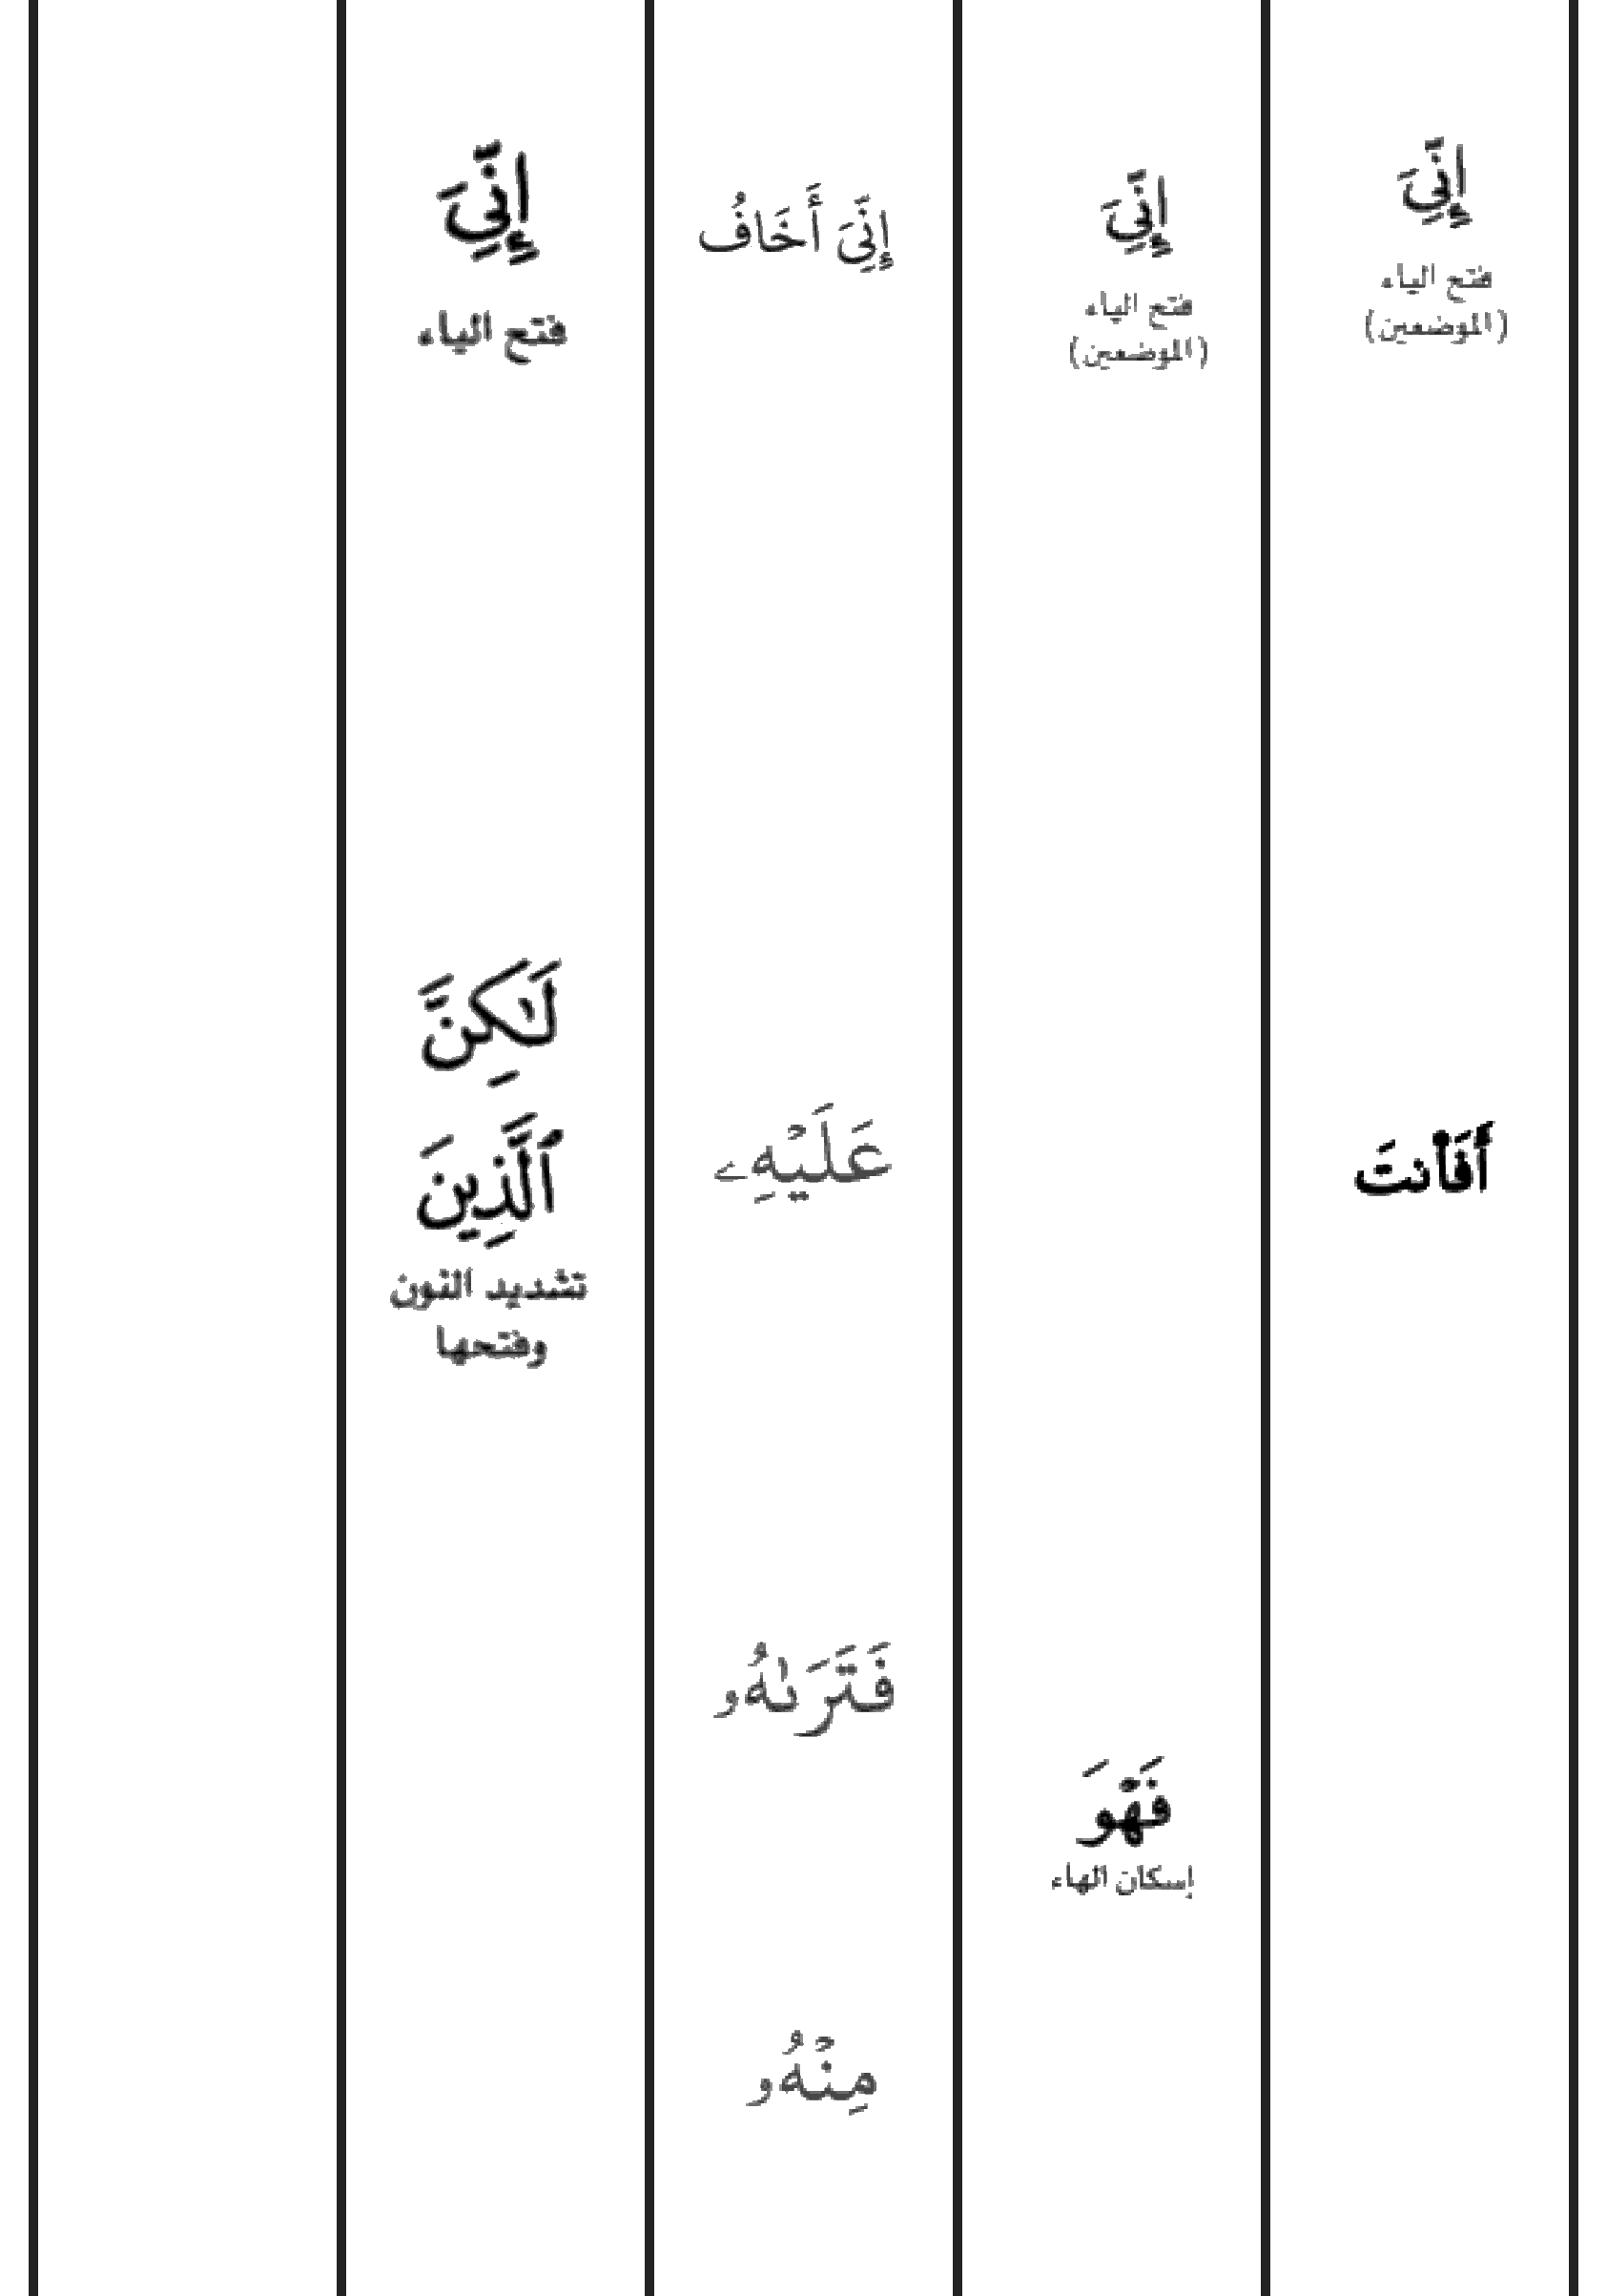 إِنِّيَ
فتح الياء
(الموضعين)
أَفَاَنتَ
إِنِّيَ
فتح الياء
(الموضعين)
فَهْوَ
إسكان الهاء
إِنِّيَ أَخَافُ
عَلَيْهِۦ
فَتَرَىٰهُۥ
مِنْهُۥ
إِنِّيَ
فتح الياء
لَٰكِنَّ
ٱلَّذِينَ
تشديد النون
وفتحها